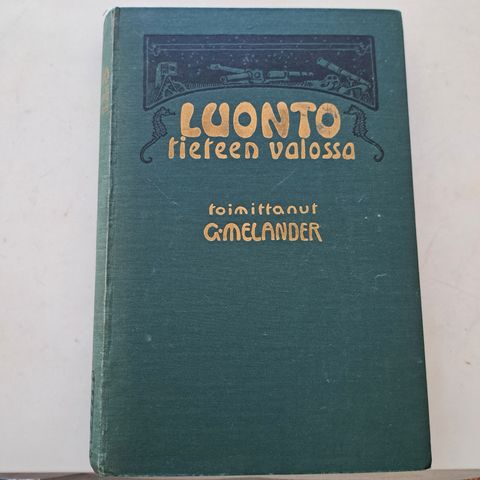 LUONTO
tieteen valossa
toimittanut
G. MELANDER